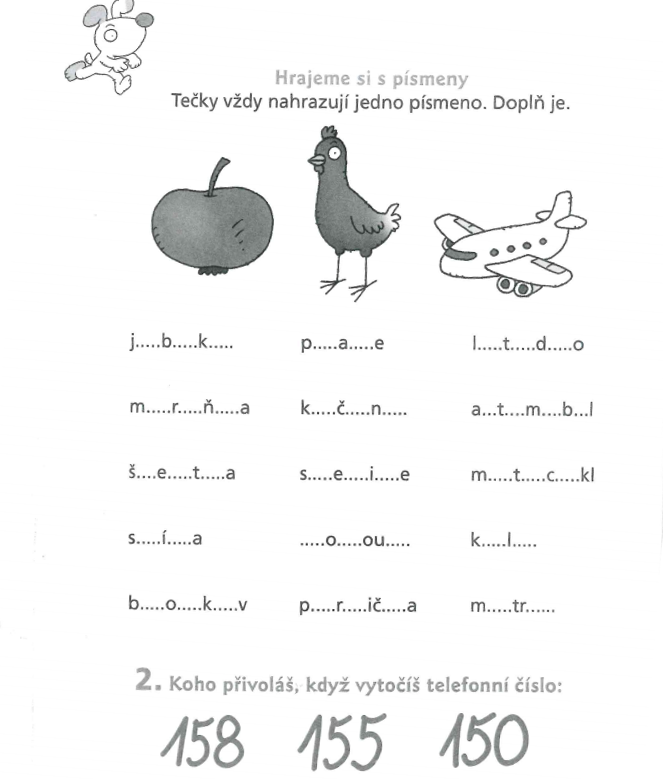 Hrajeme si s písmeny
Tečky vždy nahrazují jedno písmeno. Doplň je.
j.....b.....k..... p.....a.....e l.....t.....d.....o
m.....r.....ň.....a k.....č.....n..... a...t....m....b...l
š....e.....t.....a s.....e.....i.....e m.....t.....c.....kl
s.....í.....a .....o.....ou..... k.....l.....
b.....o.....k.....v p.....r.....ič.....a m.....tr......
2. Koho přivoláš, když vytočíš telefonní číslo:
158 155 150